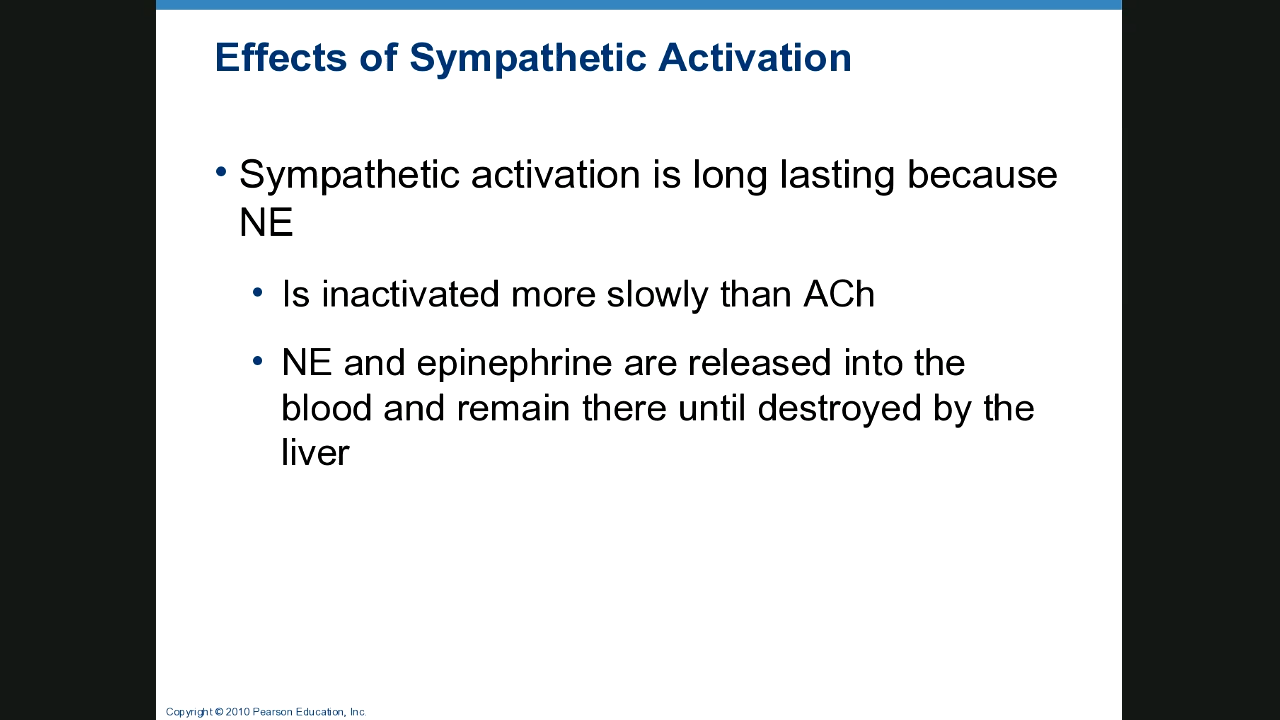 Effects of Sympathetic Activation
• Sympathetic activation is long lasting because
NE
• Is inactivated more slowly than ACh
• NE and epinephrine are released into the
blood and remain there until destroyed by the
liver
Copyright © 2010 Pearson Education, Inc.